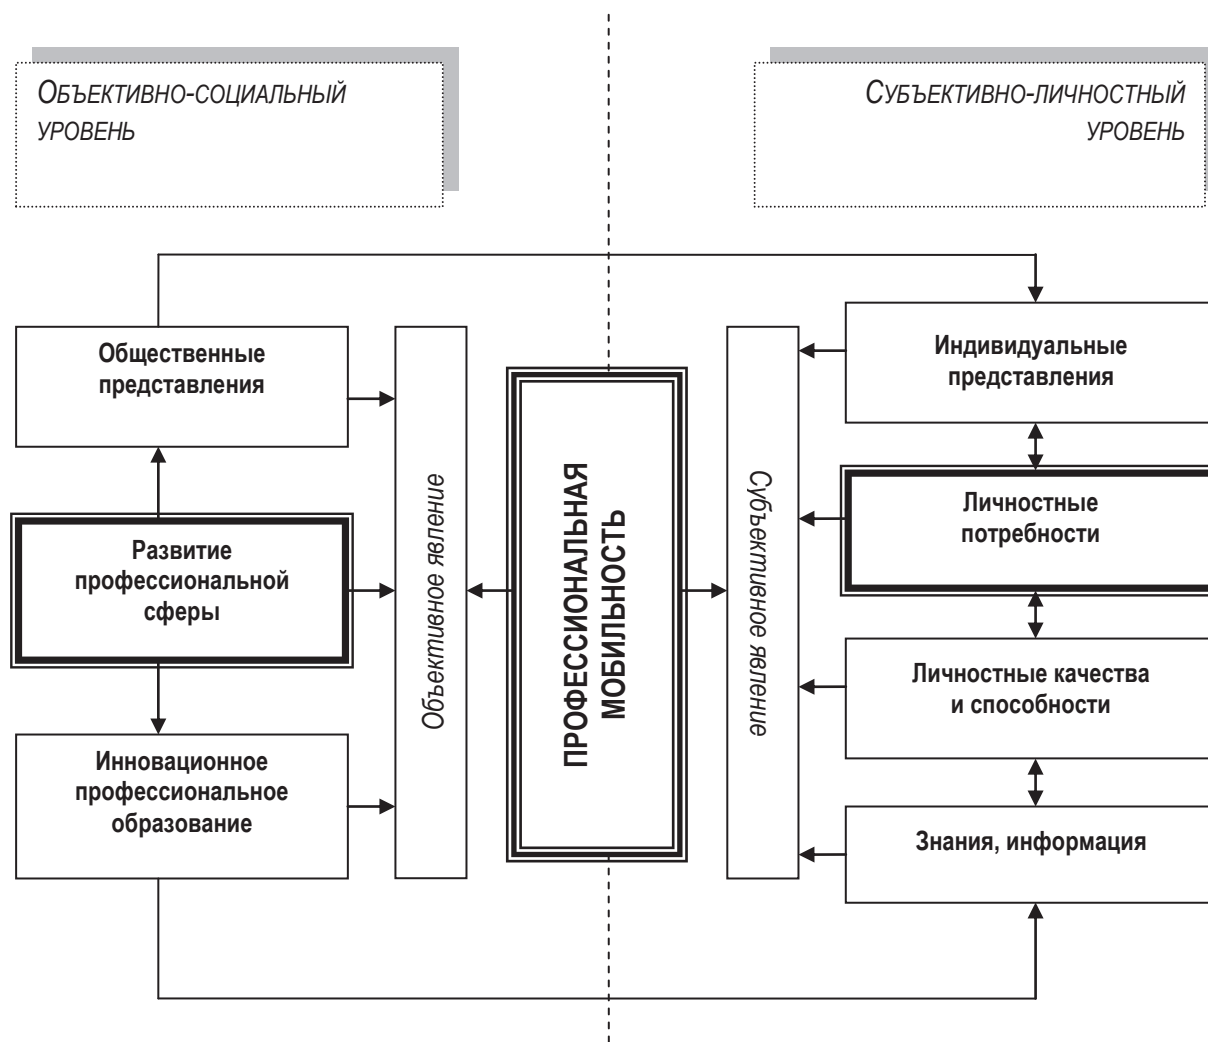 ОБЪЕКТИВНО-СОЦИАЛЬНЫЙ
УРОВЕНЬ
СУБЪЕКТИВНО-ЛИЧНОСТНЫЙ
УРОВЕНЬ
Общественные
представления
Развитие
профессиональной
сферы
Инновационное
профессиональное
образование
Объективное явление
ПРОФЕССИОНАЛЬНАЯ
МОБИЛЬНОСТЬ
Субъективное явление
Индивидуальные
представления
Личностные
потребности
Личностные качества
и способности
Знания, информация